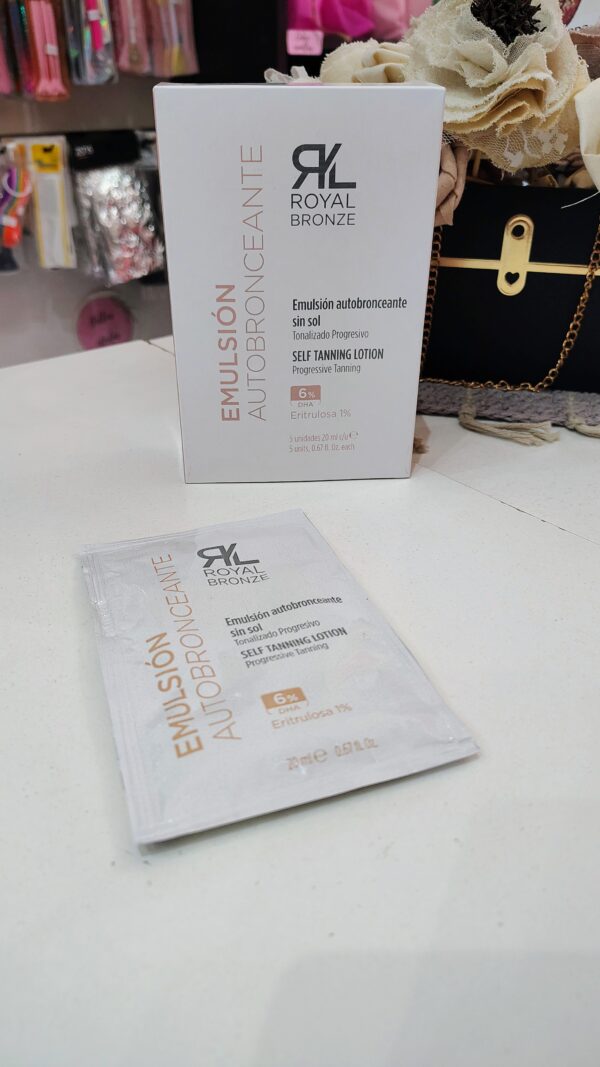 EMULSIÓN
AUTOBRONCEANTE
RL
ROYAL
BRONZE
Emulsión autobronceante
sin sol
Tonalizado Progresivo
SELF TANNING LOTION
Progressive Tanning
6%
DHA
Eritrulosa 1%
5 unidades 20 ml c/u ℮
5 units, 0.67 fl. Oz. each
EMULSIÓN
AUTOBRONCEANTE
RL
ROYAL
BRONZE
Emulsión autobronceante
sin sol
Tonalizado Progresivo
SELF TANNING LOTION
Progressive Tanning
6%
DHA
Eritrulosa 1%
20 ml ℮ 0.67 fl. Oz.